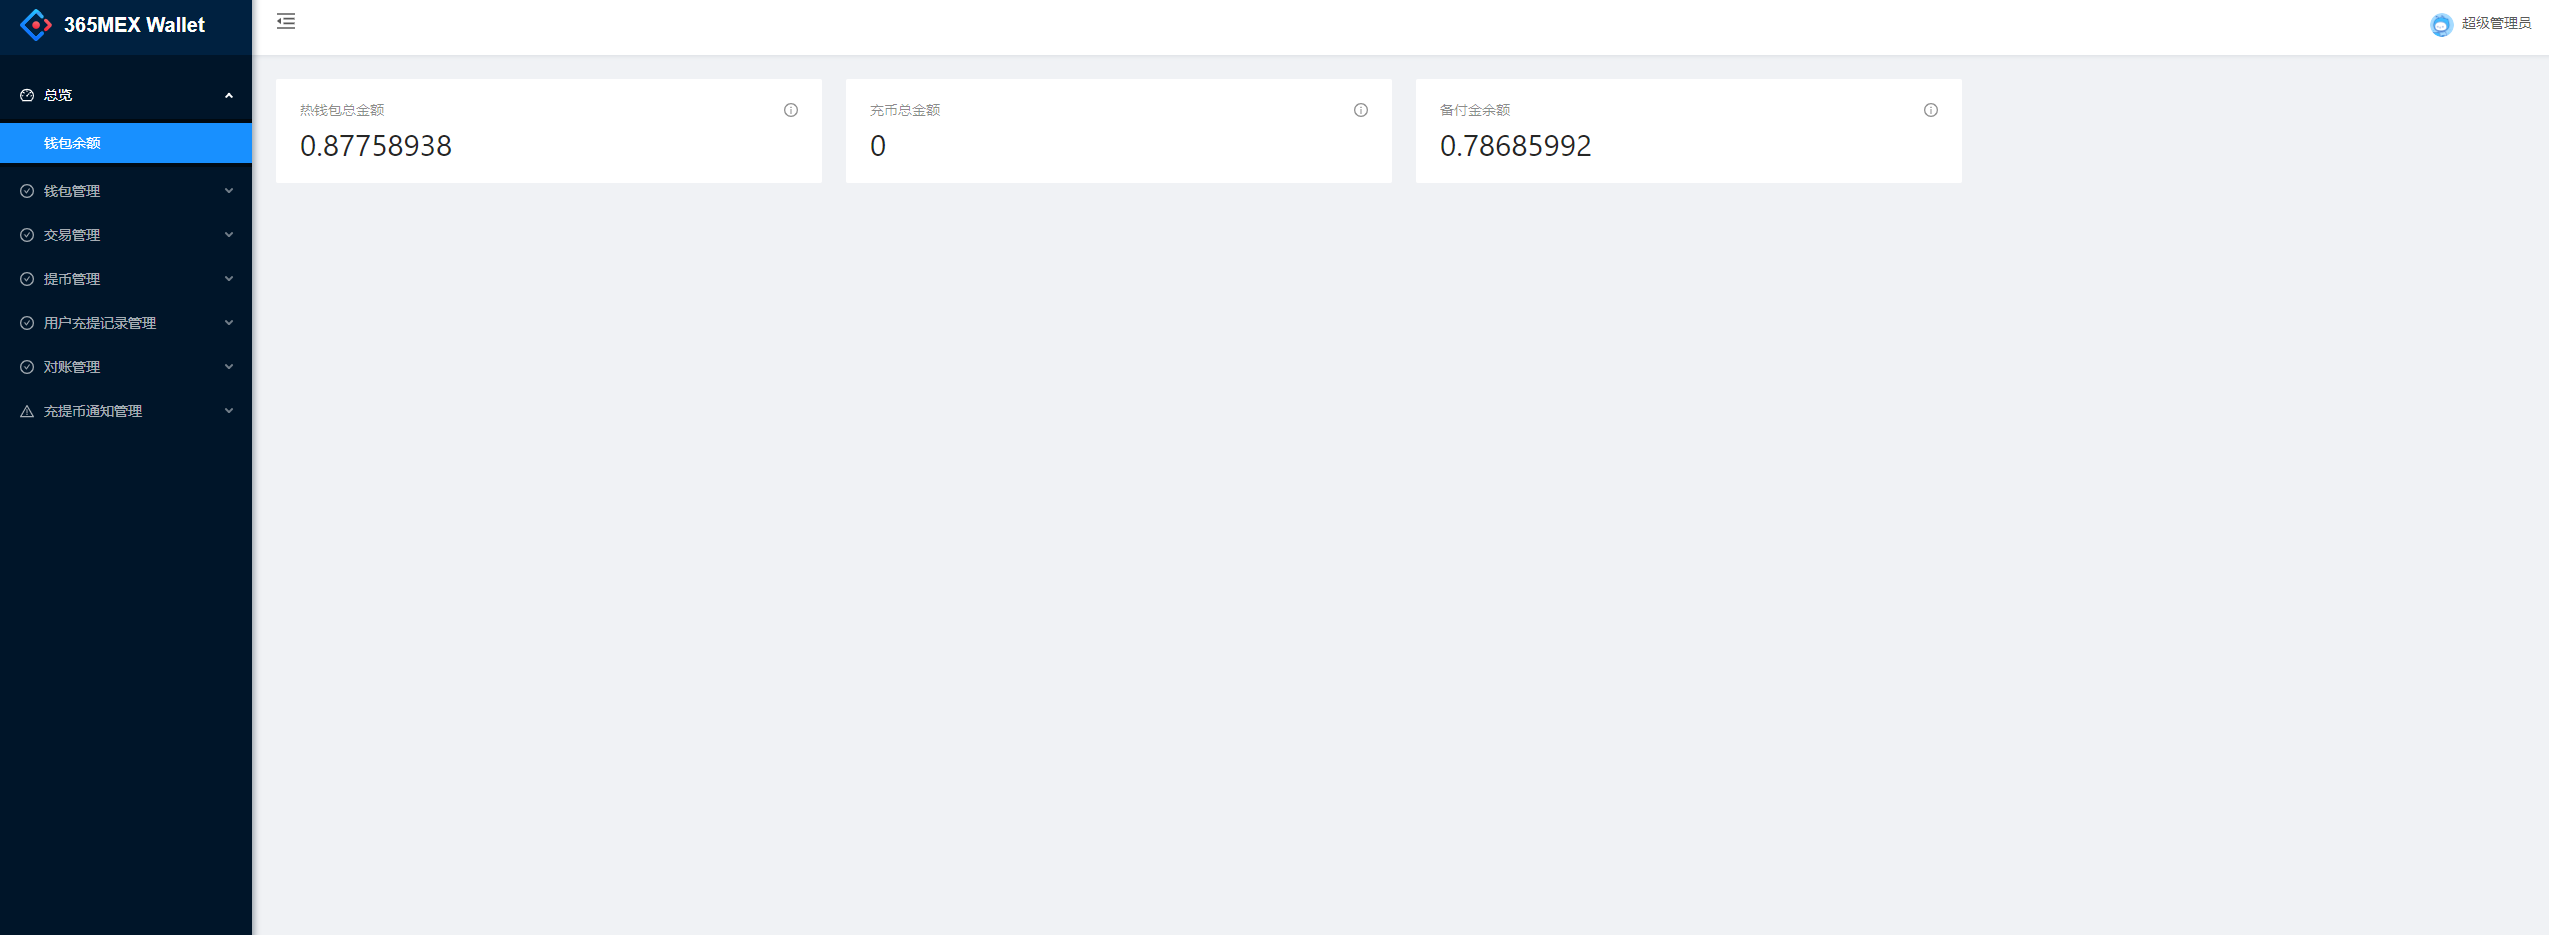 365MEX Wallet
超级管理员
总览
钱包余额
钱包管理
交易管理
提币管理
用户充提记录管理
对账管理
充提币通知管理
热钱包总金额
0.87758938
充币总金额
0
备付金余额
0.78685992